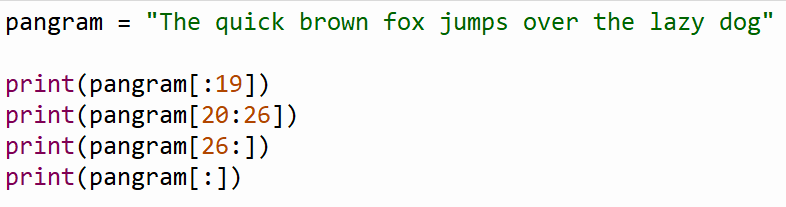 pangram = "The quick brown fox jumps over the lazy dog"
print(pangram[:19])
print(pangram[20:26])
print(pangram[26:])
print(pangram[:])